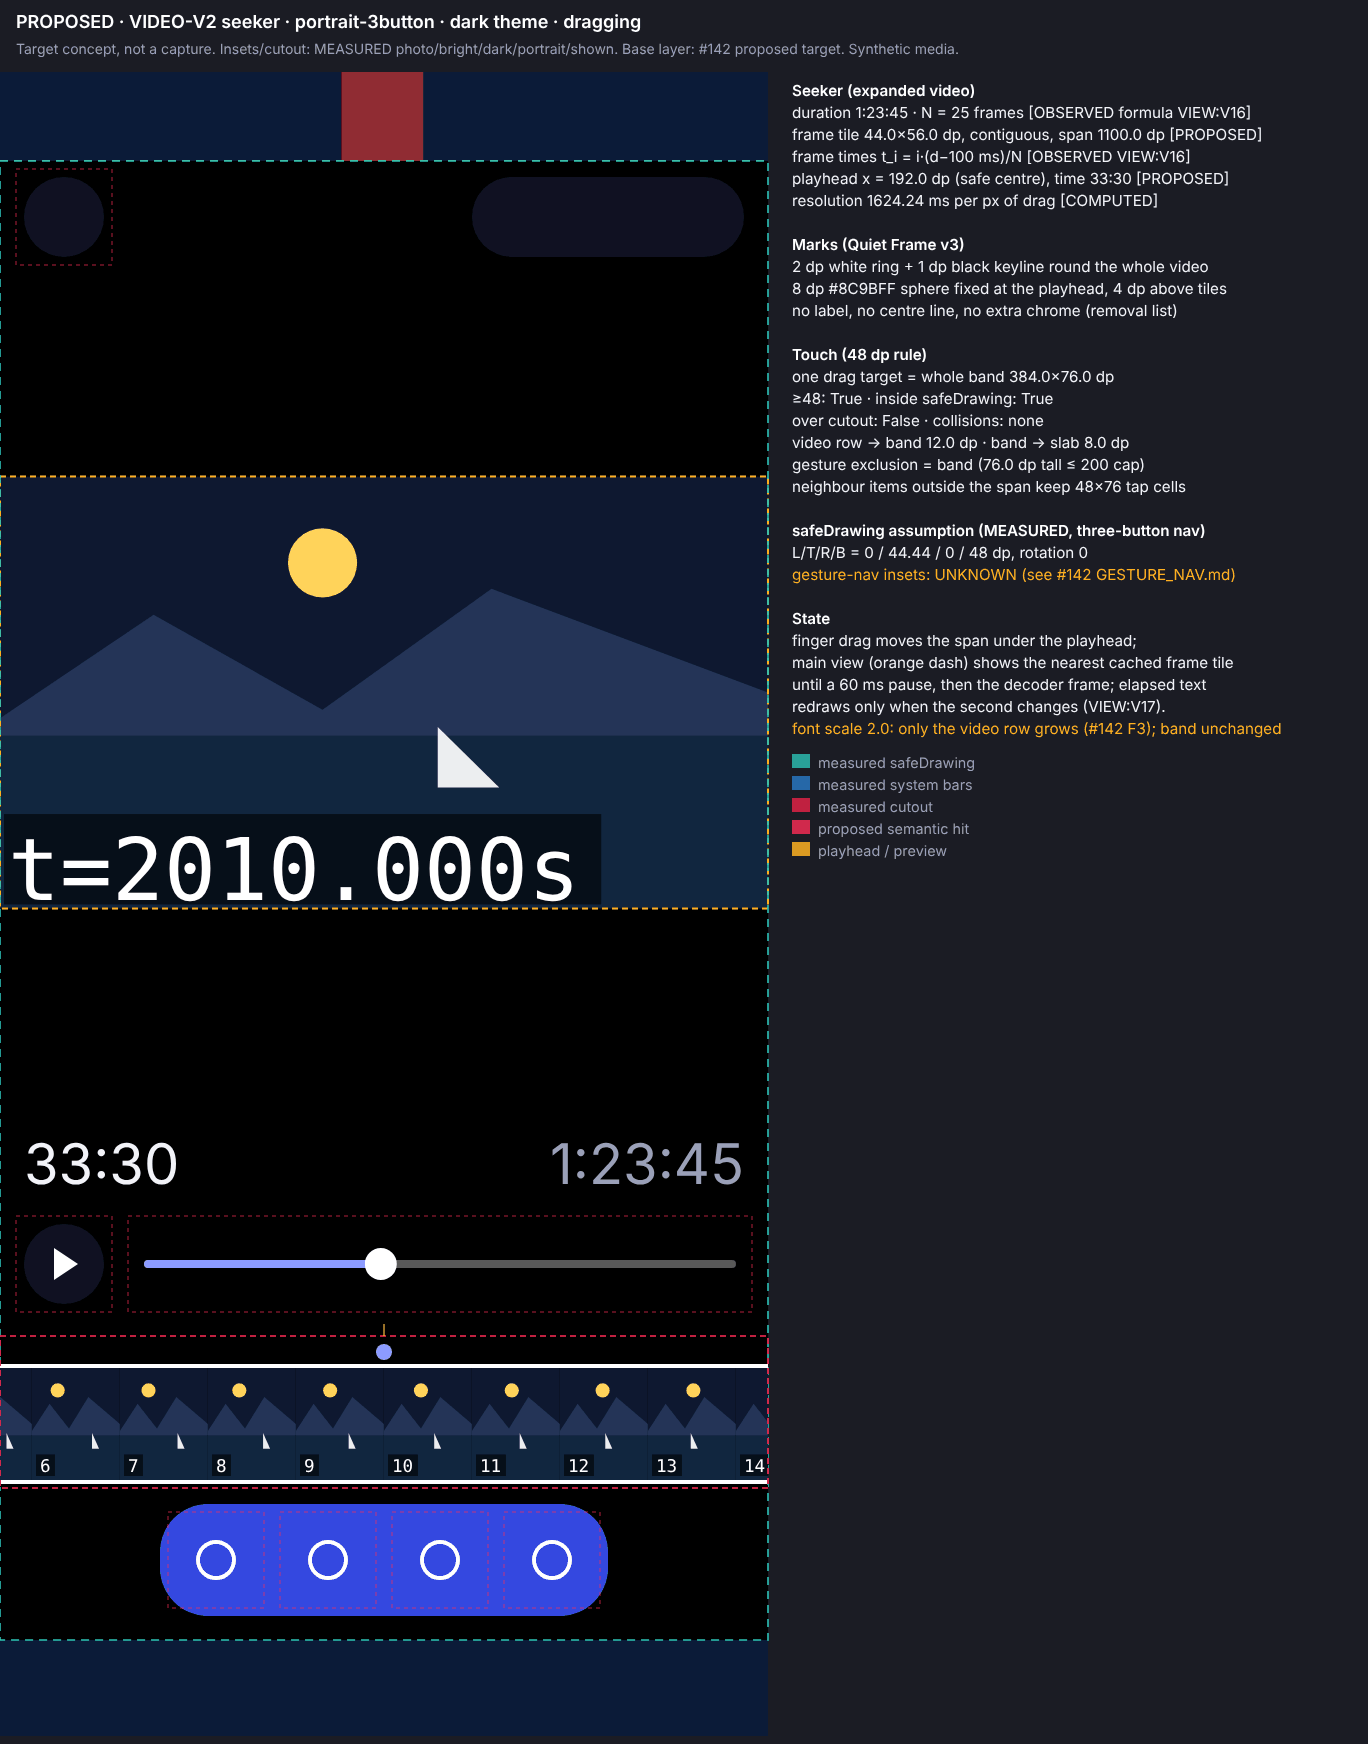 PROPOSED · VIDEO-V2 seeker · portrait-3button · dark theme · dragging
Target concept, not a capture. Insets/cutout: MEASURED photo/bright/dark/portrait/shown. Base layer: #142 proposed target. Synthetic media.
Seeker (expanded video)
duration 1:23:45 · N = 25 frames [OBSERVED formula VIEW:V16]
frame tile 44.0×56.0 dp, contiguous, span 1100.0 dp [PROPOSED]
frame times t_i = i·(d−100 ms)/N [OBSERVED VIEW:V16]
playhead x = 192.0 dp (safe centre), time 33:30 [PROPOSED]
resolution 1624.24 ms per px of drag [COMPUTED]
Marks (Quiet Frame v3)
2 dp white ring + 1 dp black keyline round the whole video
8 dp #8C9BFF sphere fixed at the playhead, 4 dp above tiles
no label, no centre line, no extra chrome (removal list)
Touch (48 dp rule)
one drag target = whole band 384.0×76.0 dp
≥48: True · inside safeDrawing: True
over cutout: False · collisions: none
video row → band 12.0 dp · band → slab 8.0 dp
gesture exclusion = band (76.0 dp tall ≤ 200 cap)
neighbour items outside the span keep 48×76 tap cells
safeDrawing assumption (MEASURED, three-button nav)
L/T/R/B = 0 / 44.44 / 0 / 48 dp, rotation 0
gesture-nav insets: UNKNOWN (see #142 GESTURE_NAV.md)
State
finger drag moves the span under the playhead;
main view (orange dash) shows the nearest cached frame tile
until a 60 ms pause, then the decoder frame; elapsed text
redraws only when the second changes (VIEW:V17).
font scale 2.0: only the video row grows (#142 F3); band unchanged
measured safeDrawing
measured system bars
measured cutout
proposed semantic hit
playhead / preview
t=2010.000s
33:30 1:23:45
6 7 8 9 10 11 12 13 14